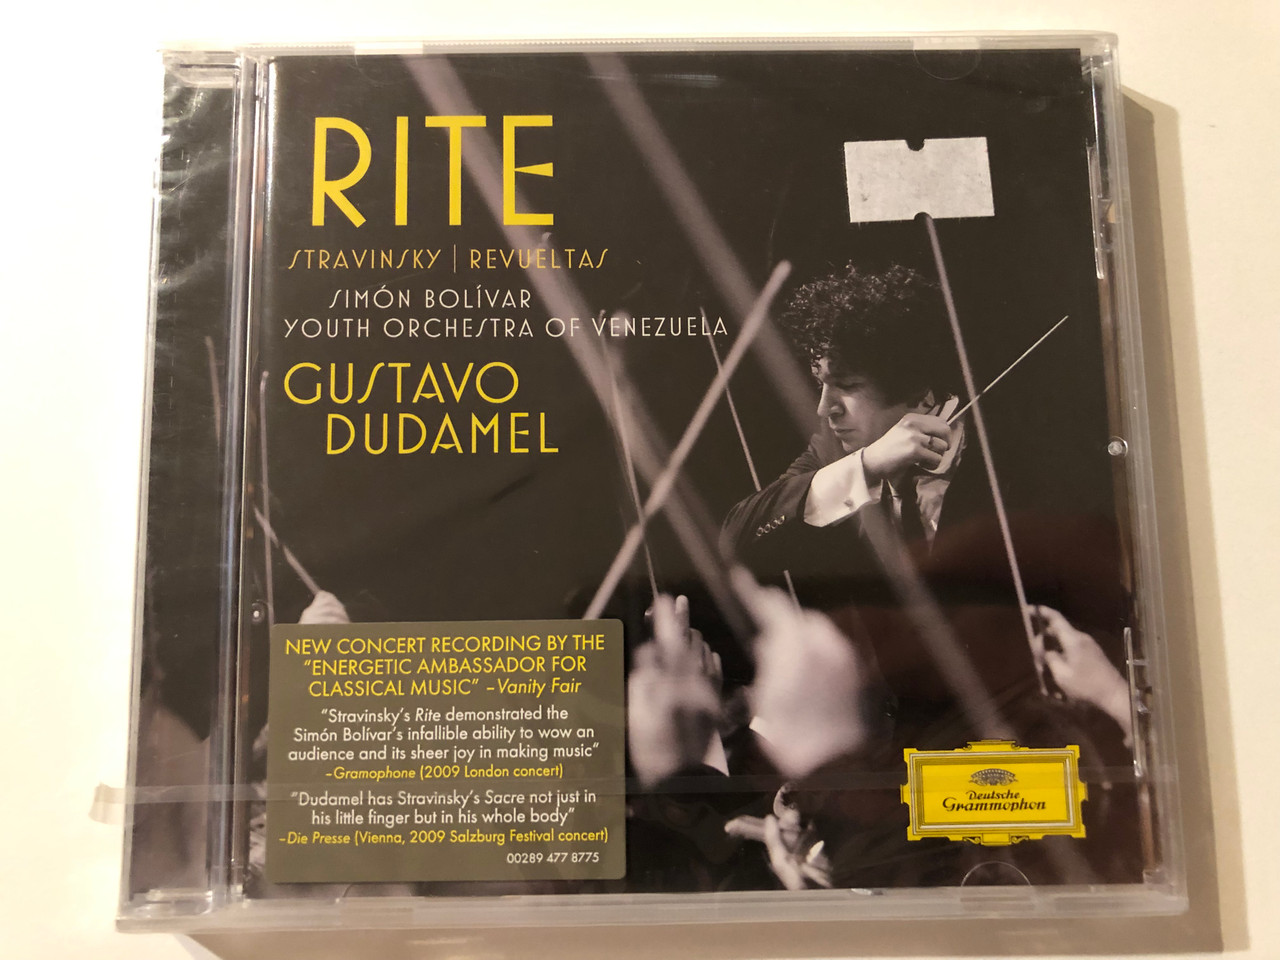 RITE
STRAVINSKY | REVUELTAS
SIMÓN BOLÍVAR
YOUTH ORCHESTRA OF VENEZUELA
GUSTAVO
DUDAMEL
NEW CONCERT RECORDING BY THE
“ENERGETIC AMBASSADOR FOR
CLASSICAL MUSIC” –Vanity Fair
“Stravinsky’s Rite demonstrated the
Simón Bolívar’s infallible ability to wow an
audience and its sheer joy in making music”
–Gramophone (2009 London concert)
“Dudamel has Stravinsky’s Sacre not just in
his little finger but in his whole body”
–Die Presse (Vienna, 2009 Salzburg Festival concert)
00289 477 8775
Deutsche
Grammophon